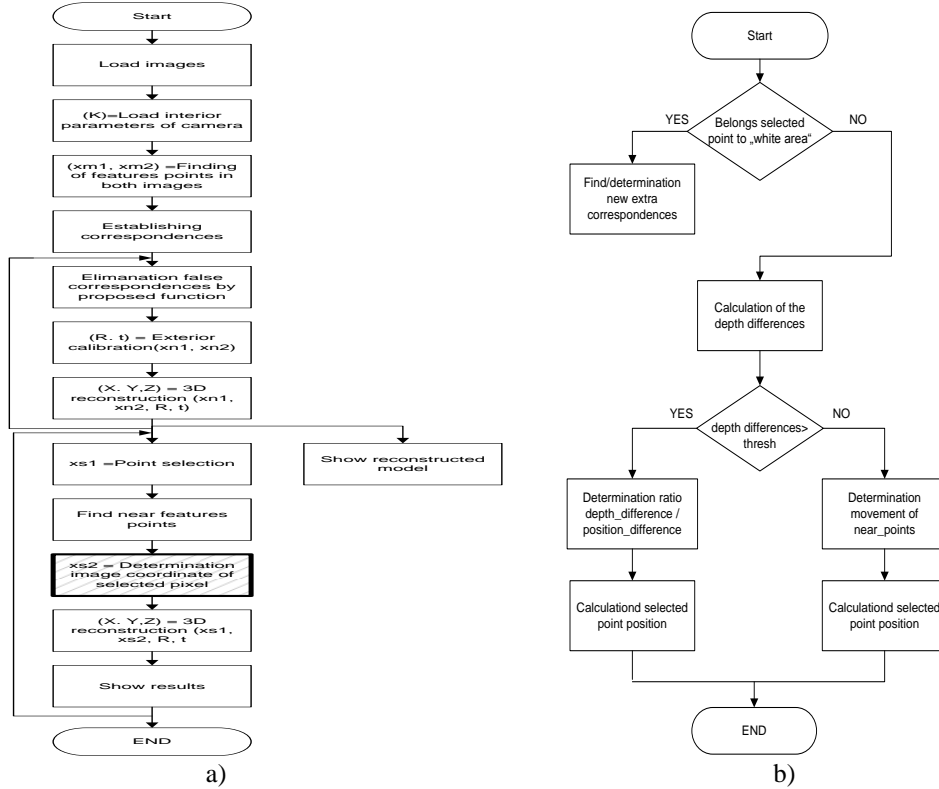 Start
Load images
(K)=Load interior
parameters of camera
(xm1, xm2) =Finding
of features points in
both images
Establishing
correspondences
Elimanation false
correspondences by
proposed function
(R. t) = Exterior
calibration(xn1, xn2)
(X. Y,Z) = 3D
reconstruction (xn1,
xn2, R, t)
xs1 =Point selection
Show reconstructed
model
Find near features
points
xs2 = Determination
image coordinate of
selected pixel
(X. Y,Z) = 3D
reconstruction (xs1,
xs2, R, t
Show results
END
a)
Start
Belongs selected
point to „white area“
YES
NO
Find/determination
new extra
correspondences
Calculation of the
depth differences
depth differences>
thresh
YES
NO
Determination ratio
depth_difference /
position_difference
Determination
movement of
near_points
Calculationd selected
point position
Calculationd selected
point position
END
b)